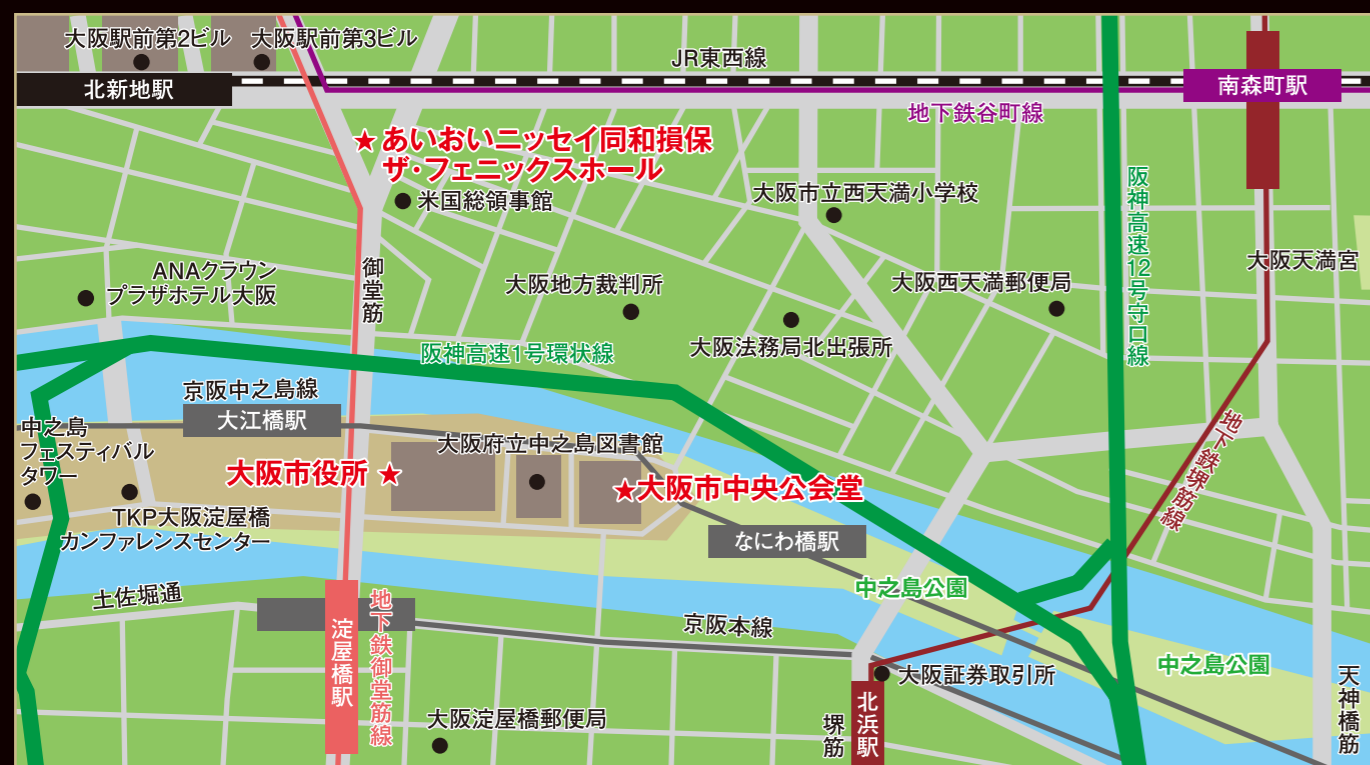 大阪駅前第2ビル
大阪駅前第3ビル
JR東西線
北新地駅
南森町駅
地下鉄谷町線
★あいおいニッセイ同和損保
ザ・フェニックスホール
米国総領事館
大阪市立西天満小学校
阪神高速12号守口線
御堂筋
大阪天満宮
ANAクラウン
プラザホテル大阪
大阪地方裁判所
大阪西天満郵便局
大阪法務局北出張所
阪神高速1号環状線
京阪中之島線
大江橋駅
中之島
フェスティバル
タワー
大阪府立中之島図書館
地下鉄堺筋線
大阪市役所★
★大阪市中央公会堂
TKP大阪淀屋橋
カンファレンスセンター
なにわ橋駅
中之島公園
土佐堀通
地下鉄御堂筋線
淀屋橋駅
京阪本線
中之島公園
大阪証券取引所
天神橋筋
北浜駅
堺筋
大阪淀屋橋郵便局